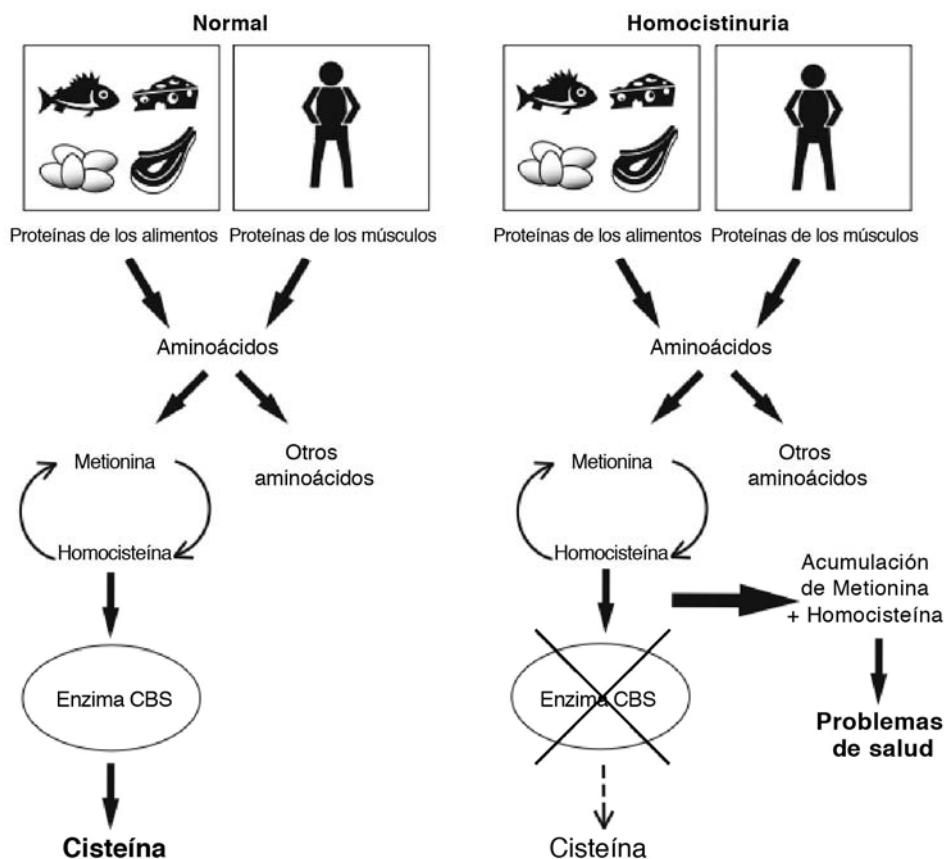 Normal
Proteínas de los alimentos
Proteínas de los músculos
Aminoácidos
Metionina
Otros
aminoácidos
Homocisteína
Enzima CBS
Cisteína
Homocistinuria
Proteínas de los alimentos
Proteínas de los músculos
Aminoácidos
Metionina
Otros
aminoácidos
Homocisteína
Acumulación
de Metionina
+ Homocisteína
Enzima CBS
Problemas
de salud
Cisteína